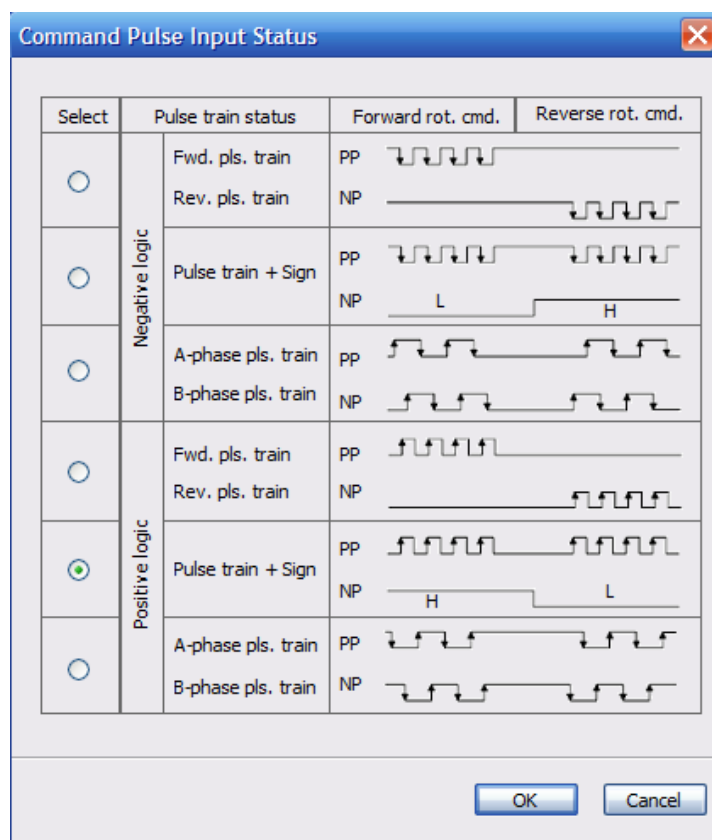 Command Pulse Input Status
Select Pulse train status Forward rot. cmd. Reverse rot. cmd.
Negative logic
Fwd. pls. train PP
Rev. pls. train NP
Pulse train + Sign PP
NP L H
A-phase pls. train PP
B-phase pls. train NP
Positive logic
Fwd. pls. train PP
Rev. pls. train NP
Pulse train + Sign PP
NP H L
A-phase pls. train PP
B-phase pls. train NP
OK Cancel